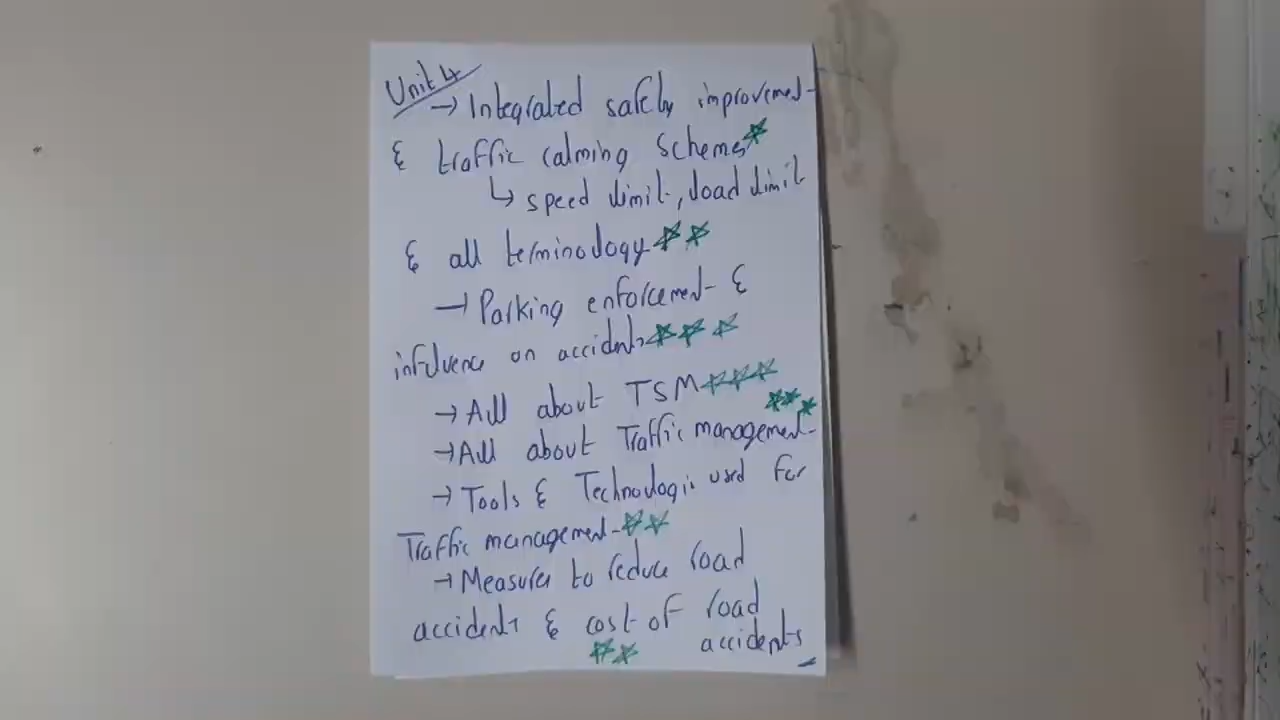 Unit 4
→ Integrated safety improvement
& traffic calming schemes ☆
↳ speed limit, load limit
& all terminology ☆☆
→ Parking enforcement &
influence on accidents ☆☆☆
→ All about TSM ☆☆☆
→ All about Traffic management ☆☆☆
→ Tools & Technologis used for
Traffic management ☆☆
→ Measures to reduce road
accidents & cost of road
accidents ☆☆